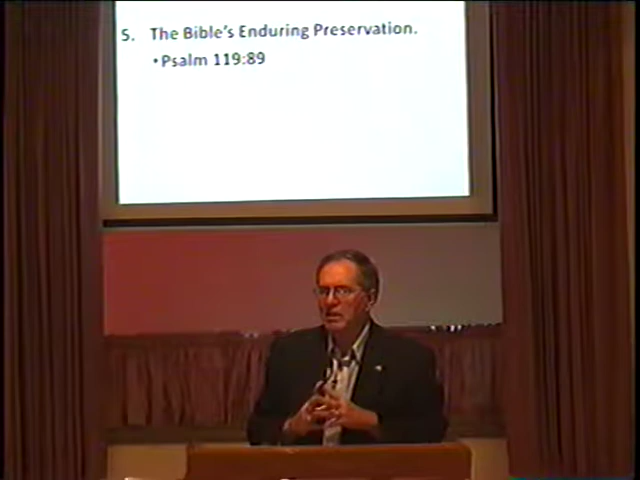 5. The Bible's Enduring Preservation.
• Psalm 119:89